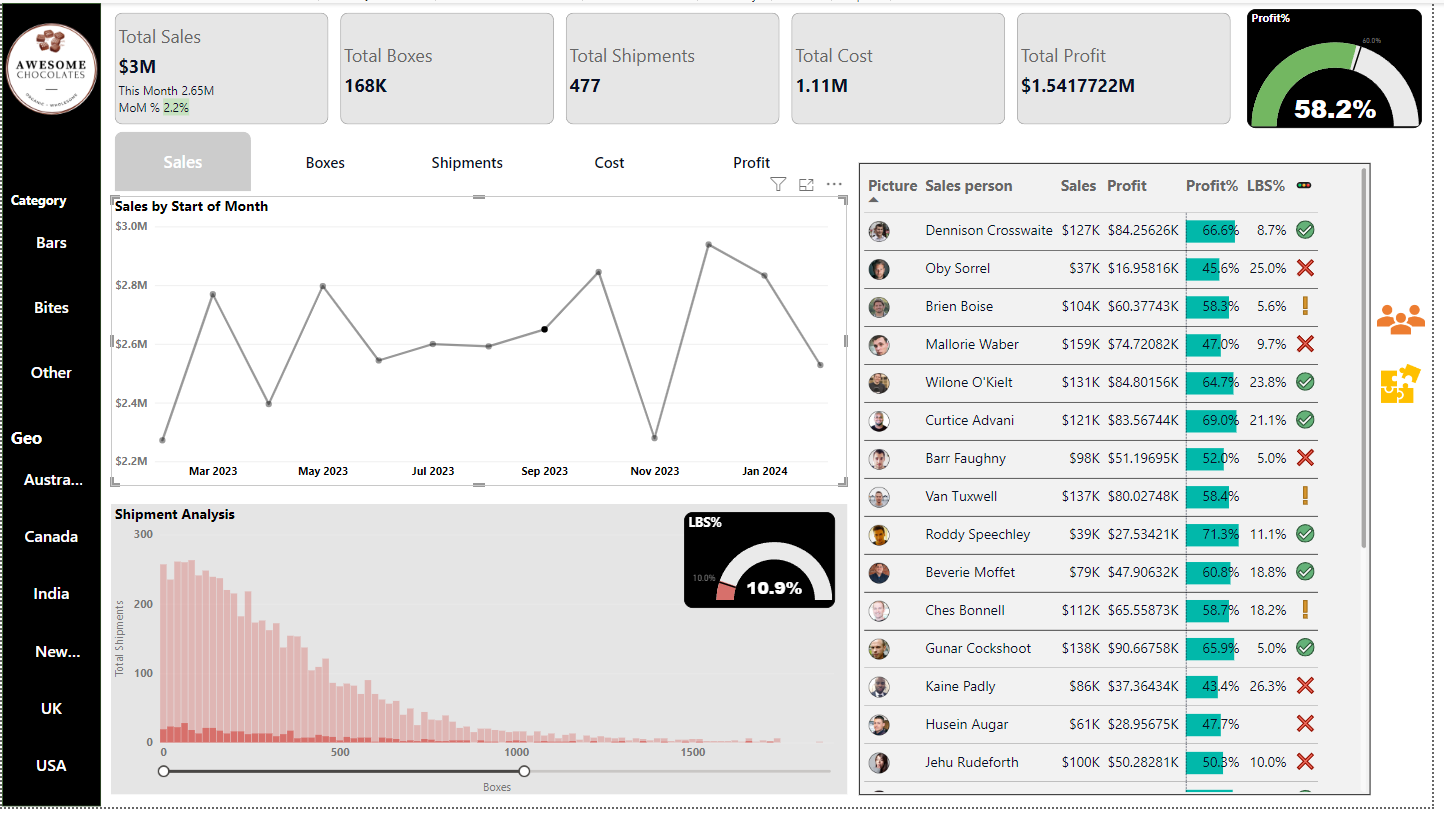 AWESOME
CHOCOLATES
ORGANIC • WHOLESOME
Total Sales
$3M
This Month 2.65M
MoM % 2.2%
Total Boxes
168K
Total Shipments
477
Total Cost
1.11M
Total Profit
$1.5417722M
Profit%
60.0%
58.2%
Sales
Boxes
Shipments
Cost
Profit
Category
Bars
Bites
Other
Geo
Austra...
Canada
India
New...
UK
USA
Sales by Start of Month
$3.0M
$2.8M
$2.6M
$2.4M
$2.2M
Mar 2023 May 2023 Jul 2023 Sep 2023 Nov 2023 Jan 2024
Shipment Analysis
LBS%
10.0%
10.9%
Total Shipments
300
200
100
0
0 500 1000 1500
Boxes
Picture Sales person Sales Profit Profit% LBS%
Dennison Crosswaite $127K $84.25626K 66.6% 8.7%
Oby Sorrel $37K $16.95816K 45.6% 25.0%
Brien Boise $104K $60.37743K 58.3% 5.6%
Mallorie Waber $159K $74.72082K 47.0% 9.7%
Wilone O'Kielt $131K $84.80156K 64.7% 23.8%
Curtice Advani $121K $83.56744K 69.0% 21.1%
Barr Faughny $98K $51.19695K 52.0% 5.0%
Van Tuxwell $137K $80.02748K 58.4%
Roddy Speechley $39K $27.53421K 71.3% 11.1%
Beverie Moffet $79K $47.90632K 60.8% 18.8%
Ches Bonnell $112K $65.55873K 58.7% 18.2%
Gunar Cockshoot $138K $90.66758K 65.9% 5.0%
Kaine Padly $86K $37.36434K 43.4% 26.3%
Husein Augar $61K $28.95675K 47.7%
Jehu Rudeforth $100K $50.28281K 50.3% 10.0%